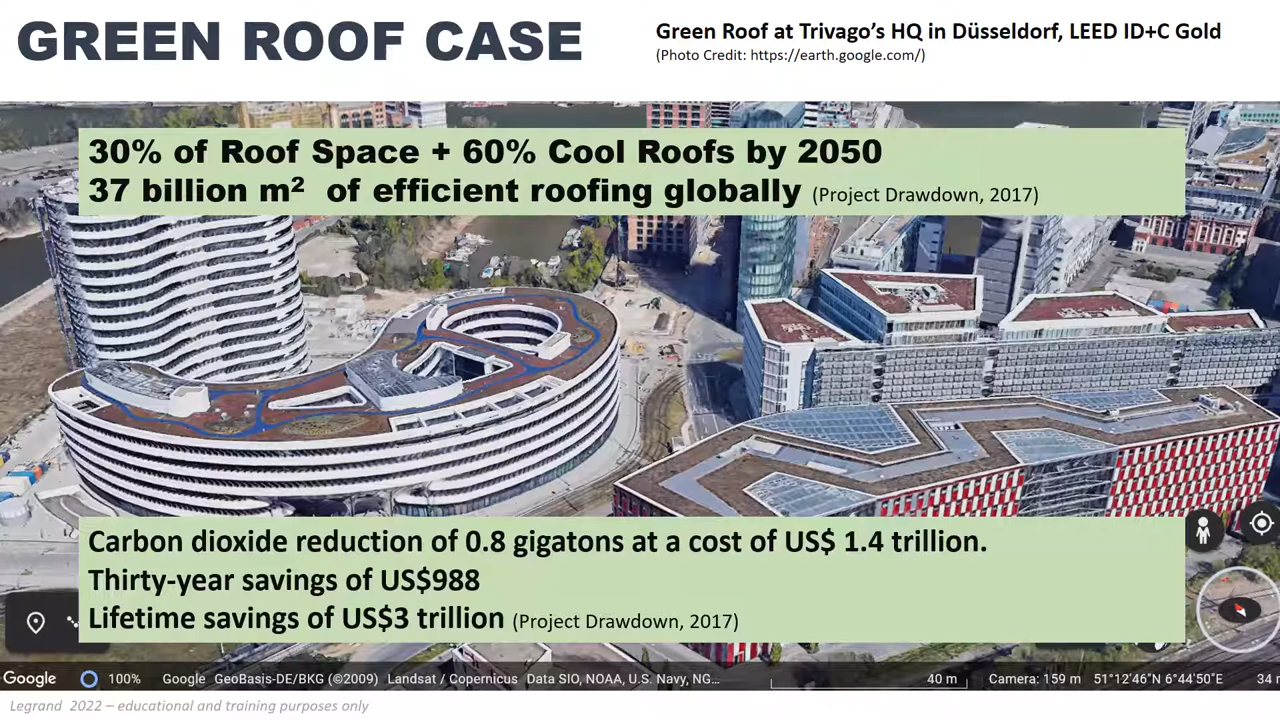 GREEN ROOF CASE
Green Roof at Trivago’s HQ in Düsseldorf, LEED ID+C Gold
(Photo Credit: https://earth.google.com/)
30% of Roof Space + 60% Cool Roofs by 2050
37 billion m² of efficient roofing globally (Project Drawdown, 2017)
Carbon dioxide reduction of 0.8 gigatons at a cost of US$ 1.4 trillion.
Thirty-year savings of US$988
Lifetime savings of US$3 trillion (Project Drawdown, 2017)
Google 100% Google GeoBasis-DE/BKG (©2009) Landsat / Copernicus Data SIO, NOAA, U.S. Navy, NG... 40 m Camera: 159 m 51°12'46"N 6°44'50"E 34 m
Legrand 2022 – educational and training purposes only